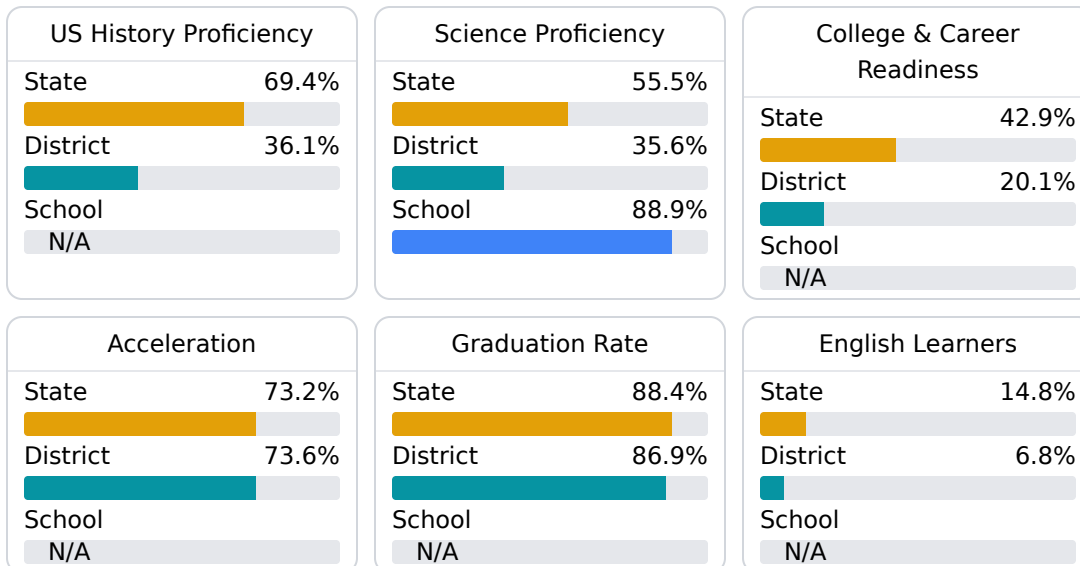 US History Proficiency
State 69.4%
District 36.1%
School
N/A
Science Proficiency
State 55.5%
District 35.6%
School 88.9%
College & Career
Readiness
State 42.9%
District 20.1%
School
N/A
Acceleration
State 73.2%
District 73.6%
School
N/A
Graduation Rate
State 88.4%
District 86.9%
School
N/A
English Learners
State 14.8%
District 6.8%
School
N/A